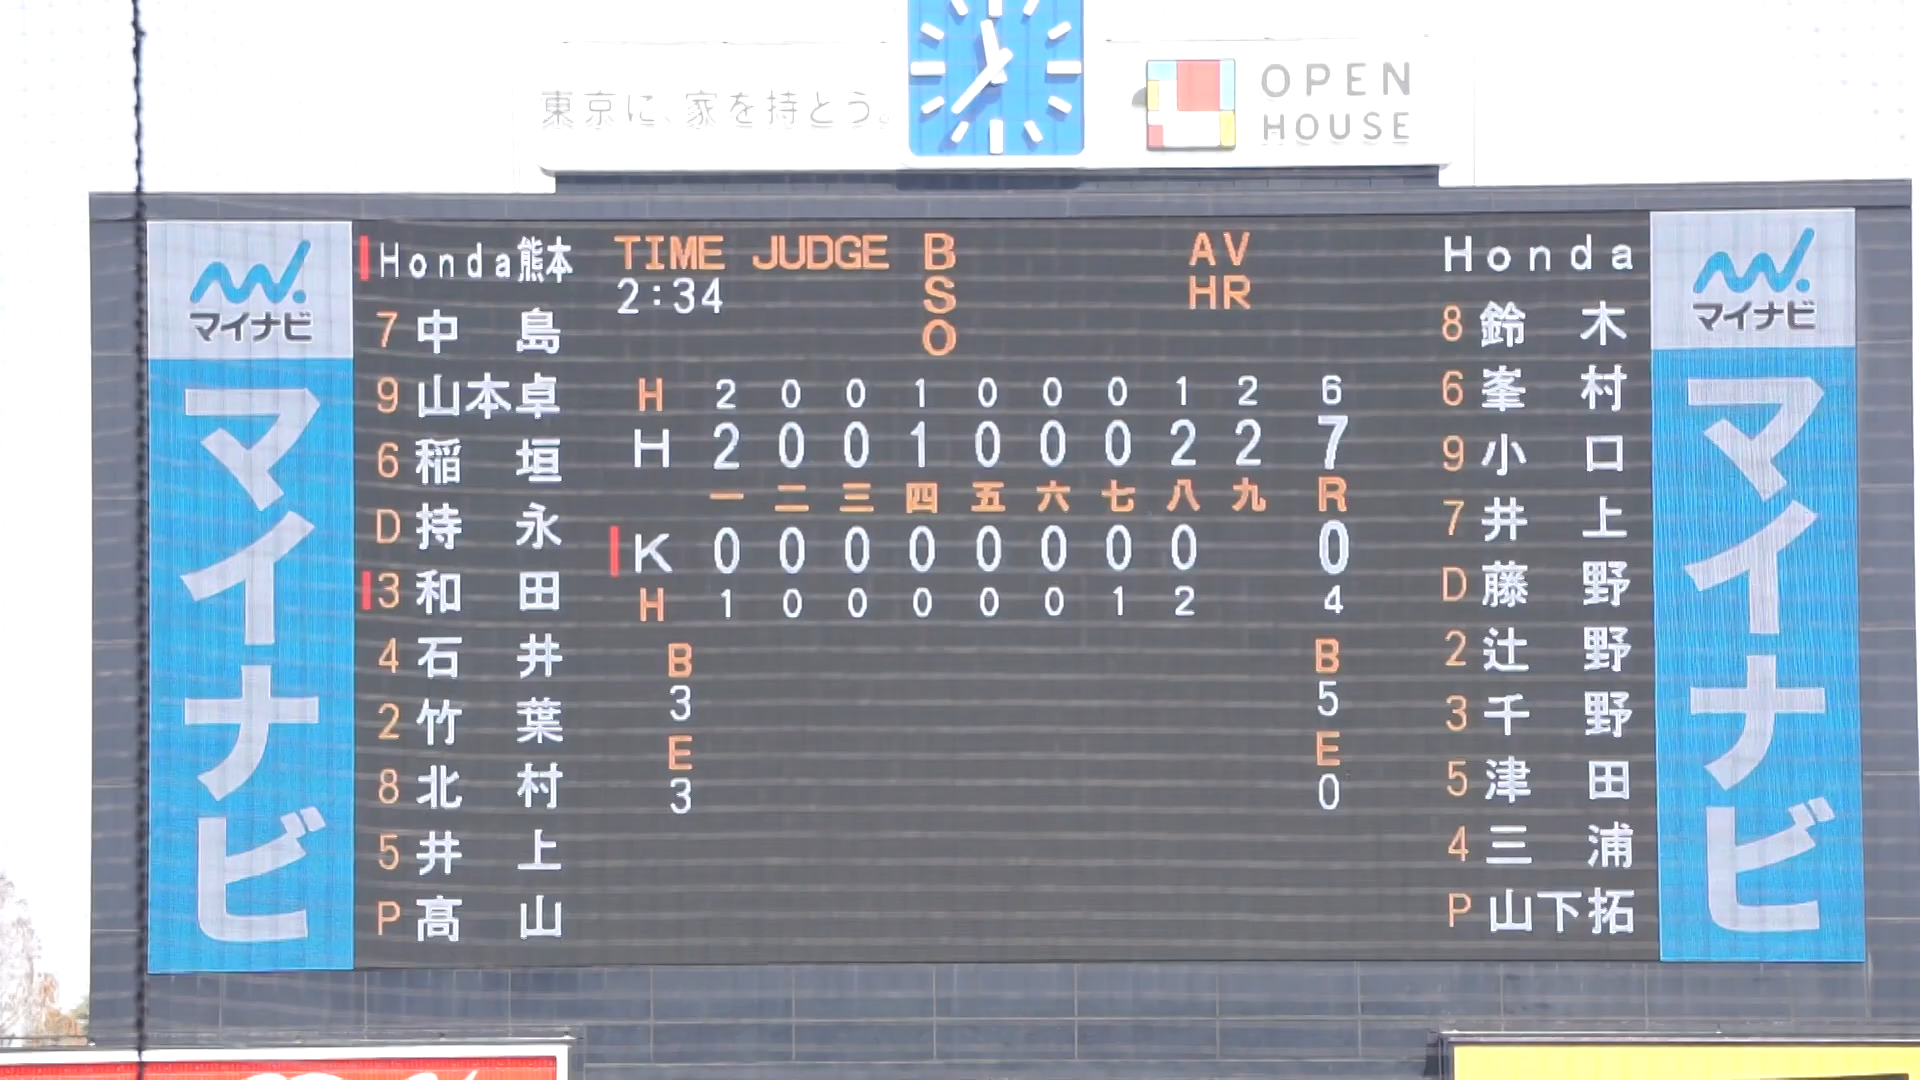 東京に、家を持とう。
OPEN
HOUSE
マイナビ
マイナビ
Honda熊本
7 中島
9 山本卓
6 稲垣
D 持永
3 和田
4 石井
2 竹葉
8 北村
5 井上
P 高山
TIME JUDGE B AV
2:34 S HR
O
H 2 0 0 1 0 0 0 1 2 6
H 2 0 0 1 0 0 0 2 2 7
一 二 三 四 五 六 七 八 九 R
K 0 0 0 0 0 0 0 0 0
H 1 0 0 0 0 0 1 2 4
B B
3 5
E E
3 0
Honda
8 鈴木
6 峯村
9 小口
7 井上
D 藤野
2 辻野
3 千野
5 津田
4 三浦
P 山下拓
マイナビ
マイナビ